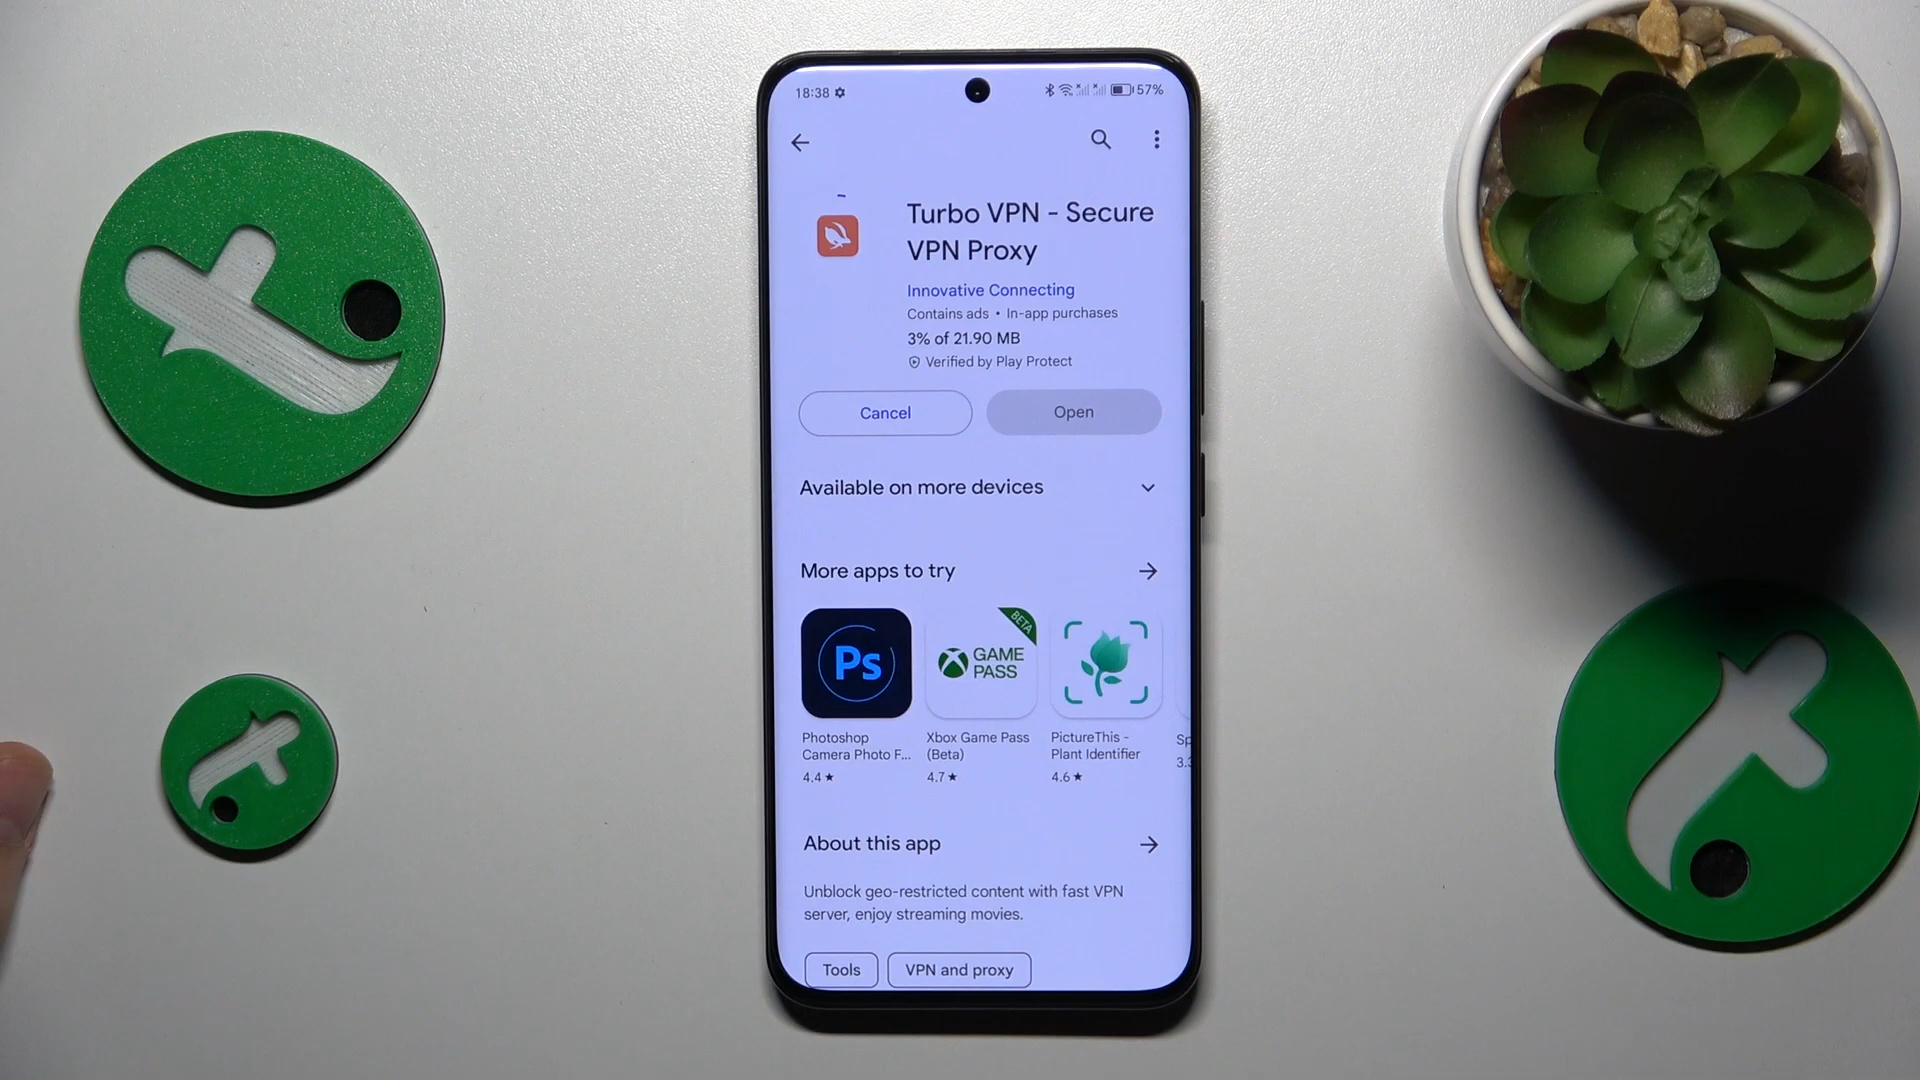 18:38
57%
Turbo VPN - Secure
VPN Proxy
Innovative Connecting
Contains ads • In-app purchases
3% of 21.90 MB
Verified by Play Protect
Cancel
Open
Available on more devices
More apps to try
Ps
BETA
GAME
PASS
Photoshop
Camera Photo F...
4.4★
Xbox Game Pass
(Beta)
4.7★
PictureThis -
Plant Identifier
4.6★
Sp
3.3
About this app
Unblock geo-restricted content with fast VPN
server, enjoy streaming movies.
Tools
VPN and proxy